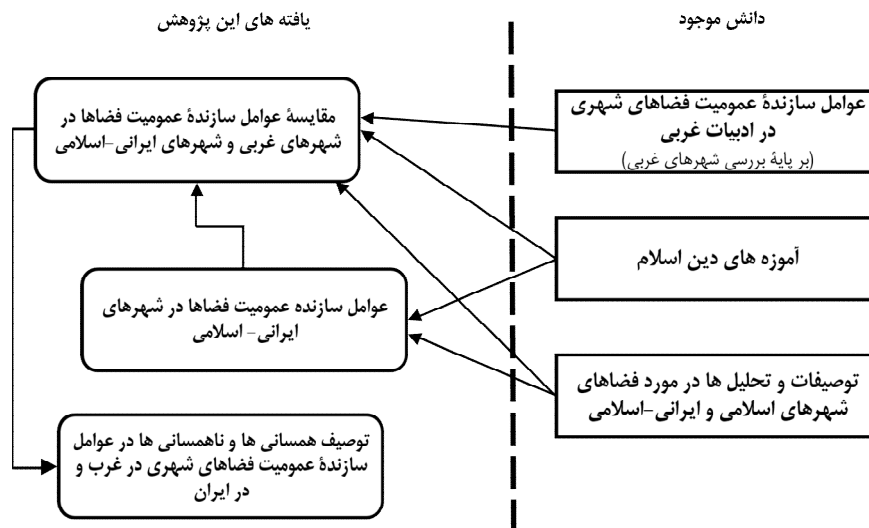 دانش موجود
عوامل سازندهٔ عمومیت فضاهای شهری
در ادبیات غربی
(بر پایهٔ بررسی شهرهای غربی)
آموزه های دین اسلام
توصیفات و تحلیل ها در مورد فضاهای
شهرهای اسلامی و ایرانی-اسلامی
یافته های این پژوهش
مقایسهٔ عوامل سازندهٔ عمومیت فضاها در
شهرهای غربی و شهرهای ایرانی-اسلامی
عوامل سازنده عمومیت فضاها در شهرهای
ایرانی- اسلامی
توصیف همسانی ها و ناهمسانی ها در عوامل
سازندهٔ عمومیت فضاهای شهری در غرب و
در ایران